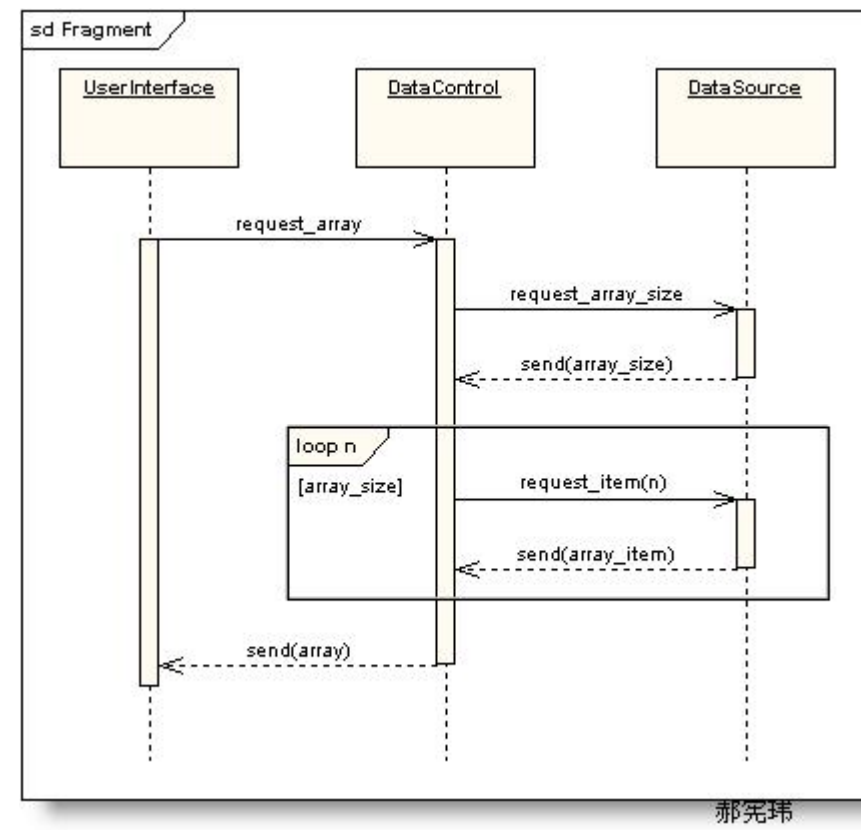 sd Fragment
UserInterface
DataControl
DataSource
request_array
request_array_size
send(array_size)
loop n
[array_size]
request_item(n)
send(array_item)
send(array)
郝宪玮